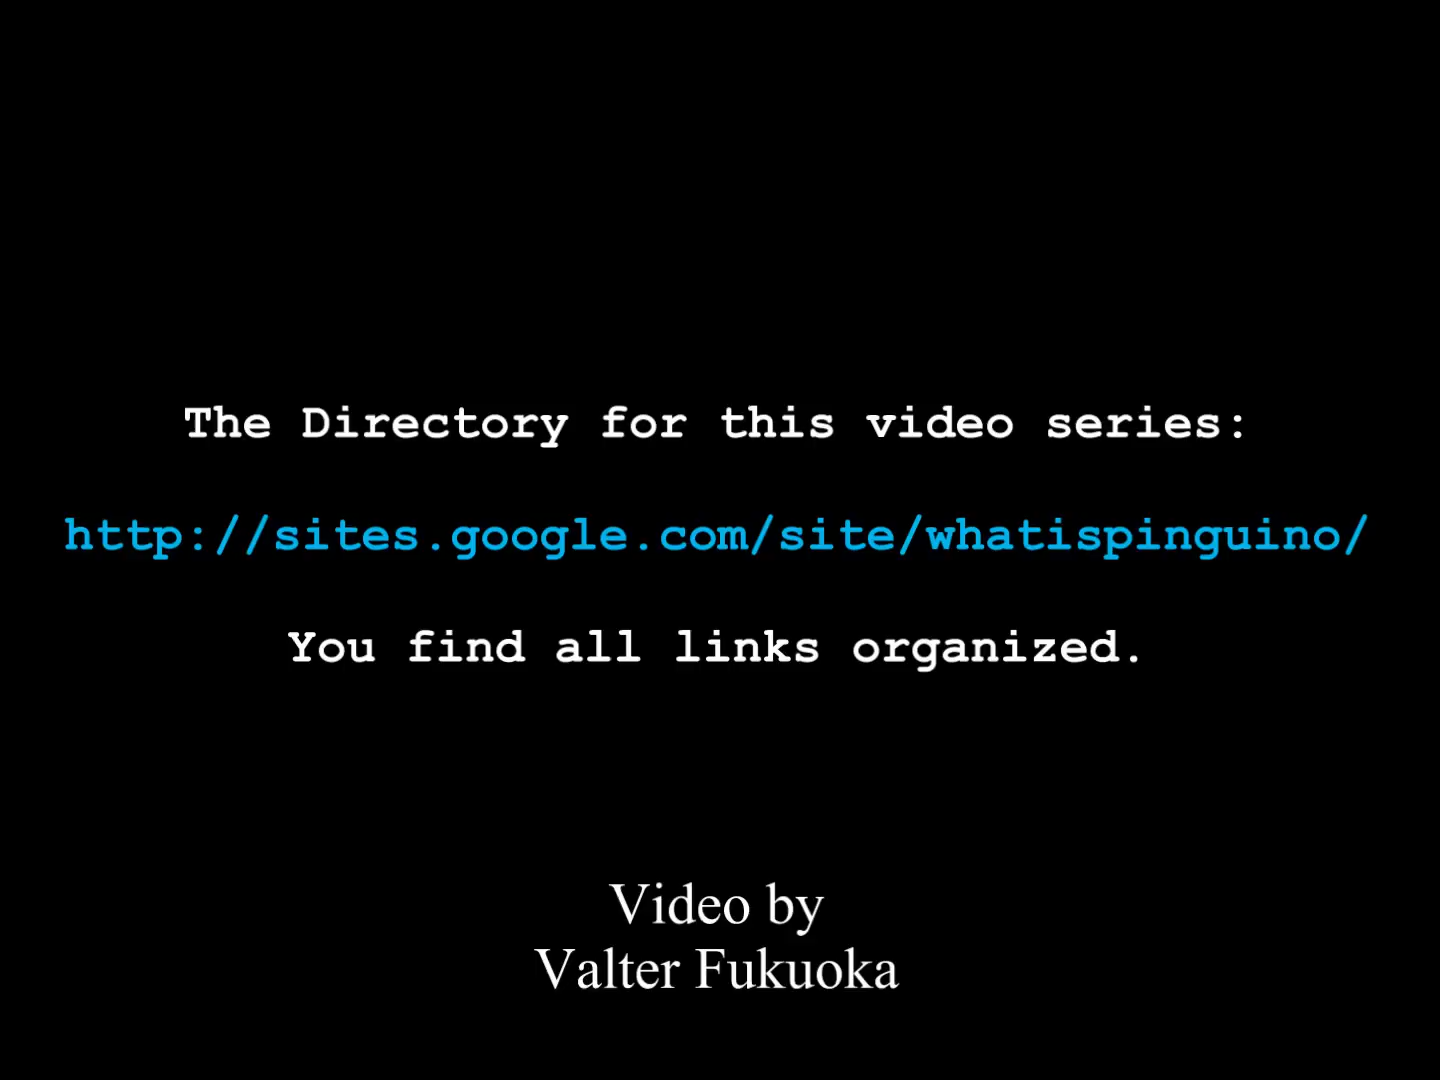 The Directory for this video series:
http://sites.google.com/site/whatispinguino/
You find all links organized.
Video by
Valter Fukuoka